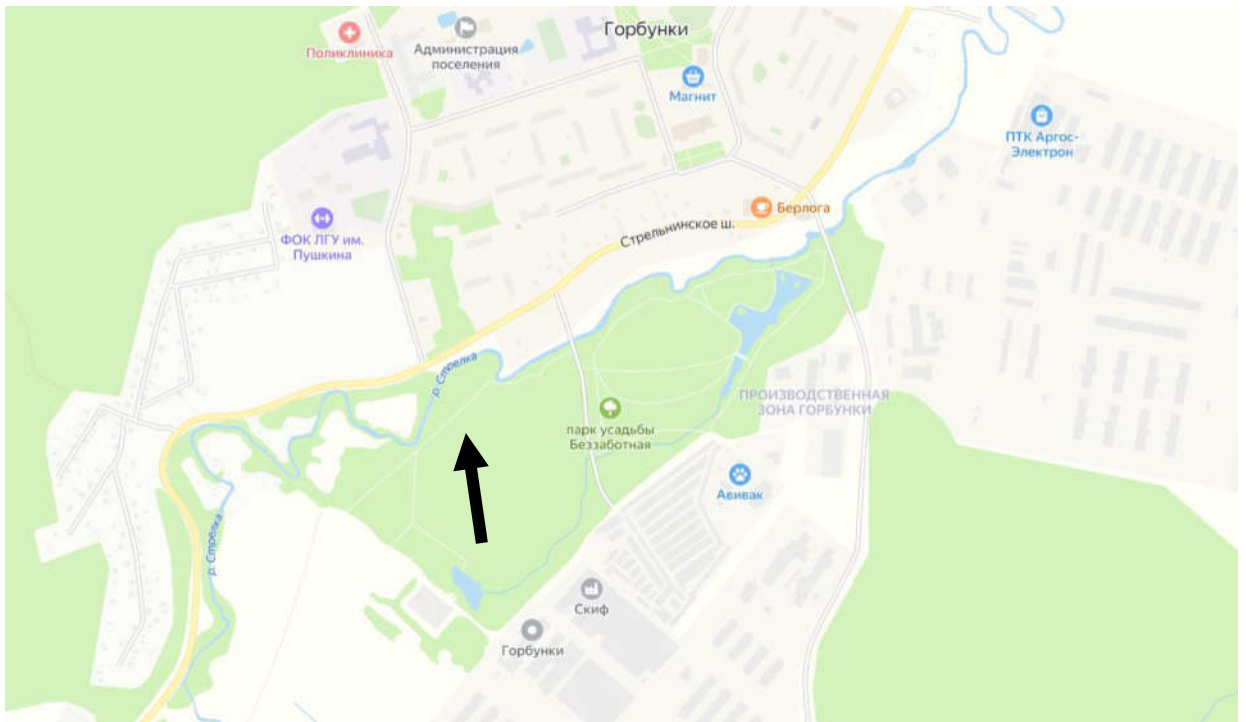 Горбунки
Поликлиника
Администрация
поселения
Магнит
ПТК Аргос-
Электрон
Берлога
Стрельнинское ш.
ФОК ЛГУ им.
Пушкина
р. Стрелка
ПРОИЗВОДСТВЕННАЯ
ЗОНА ГОРБУНКИ
парк усадьбы
Беззаботная
Авивак
р. Стрелка
Скиф
Горбунки